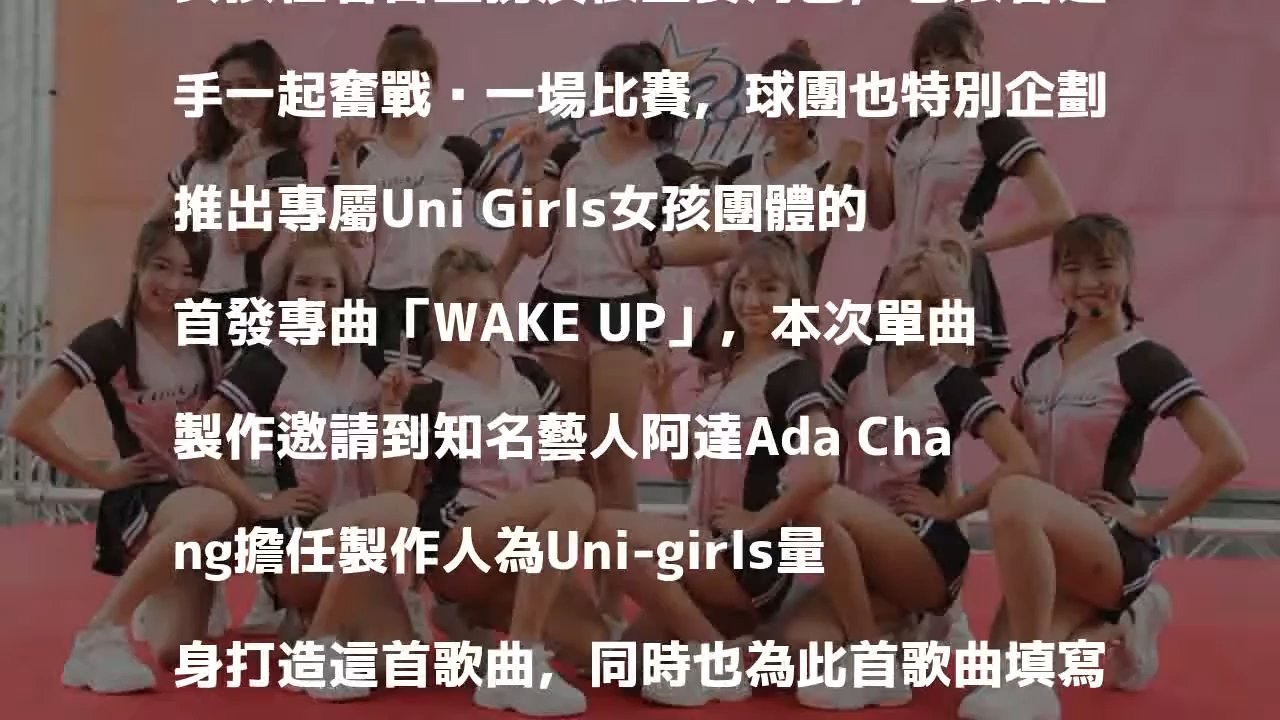 手一起奮戰·一場比賽，球團也特別企劃
推出專屬Uni Girls女孩團體的
首發專曲「WAKE UP」，本次單曲
製作邀請到知名藝人阿達Ada Cha
ng擔任製作人為Uni-girls量
身打造這首歌曲，同時也為此首歌曲填寫